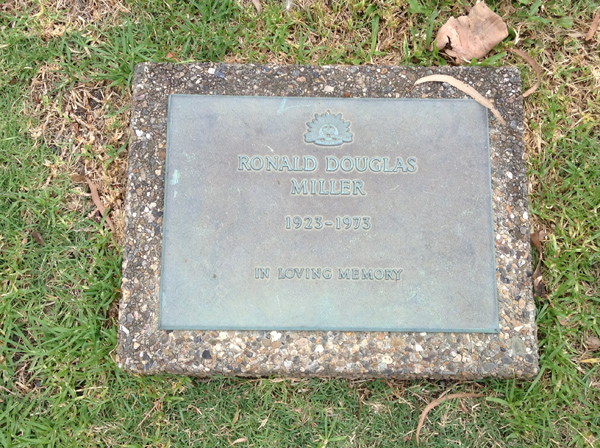 RONALD DOUGLAS
MILLER
1923-1973
IN LOVING MEMORY